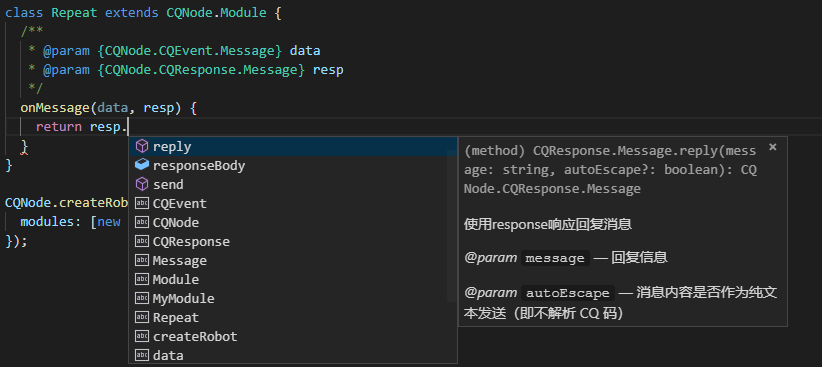 class Repeat extends CQNode.Module {
/**
* @param {CQNode.CQEvent.Message} data
* @param {CQNode.CQResponse.Message} resp
*/
onMessage(data, resp) {
return resp.
}
}
CQNode.createRob
modules: [new
});
reply
responseBody
send
CQEvent
CQNode
CQResponse
Message
Module
MyModule
Repeat
createRobot
data
(method) CQResponse.Message.reply(mess
age: string, autoEscape?: boolean): CQ
Node.CQResponse.Message
使用response响应回复消息
@param message — 回复信息
@param autoEscape — 消息内容是否作为纯文
本发送（即不解析 CQ 码）